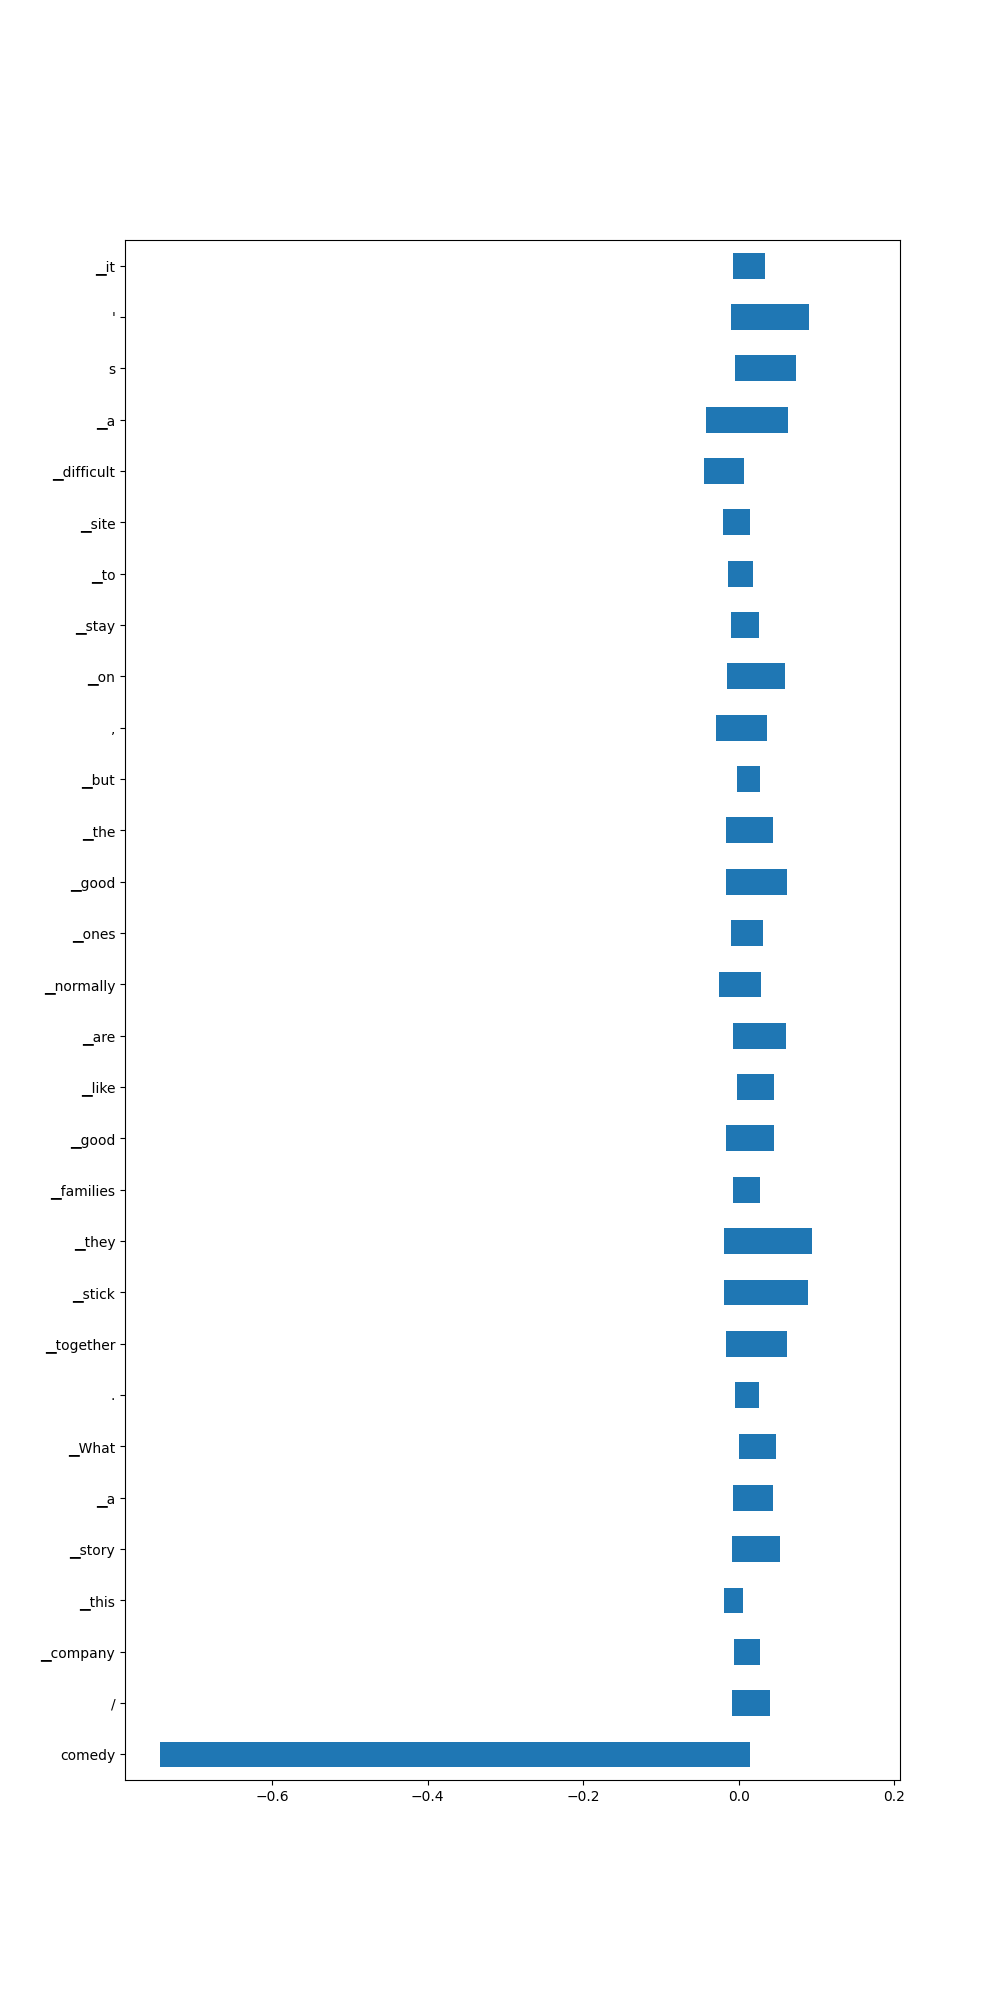 ▁it
'
s
▁a
▁difficult
▁site
▁to
▁stay
▁on
,
▁but
▁the
▁good
▁ones
▁normally
▁are
▁like
▁good
▁families
▁they
▁stick
▁together
.
▁What
▁a
▁story
▁this
▁company
/
comedy
−0.6 −0.4 −0.2 0.0 0.2